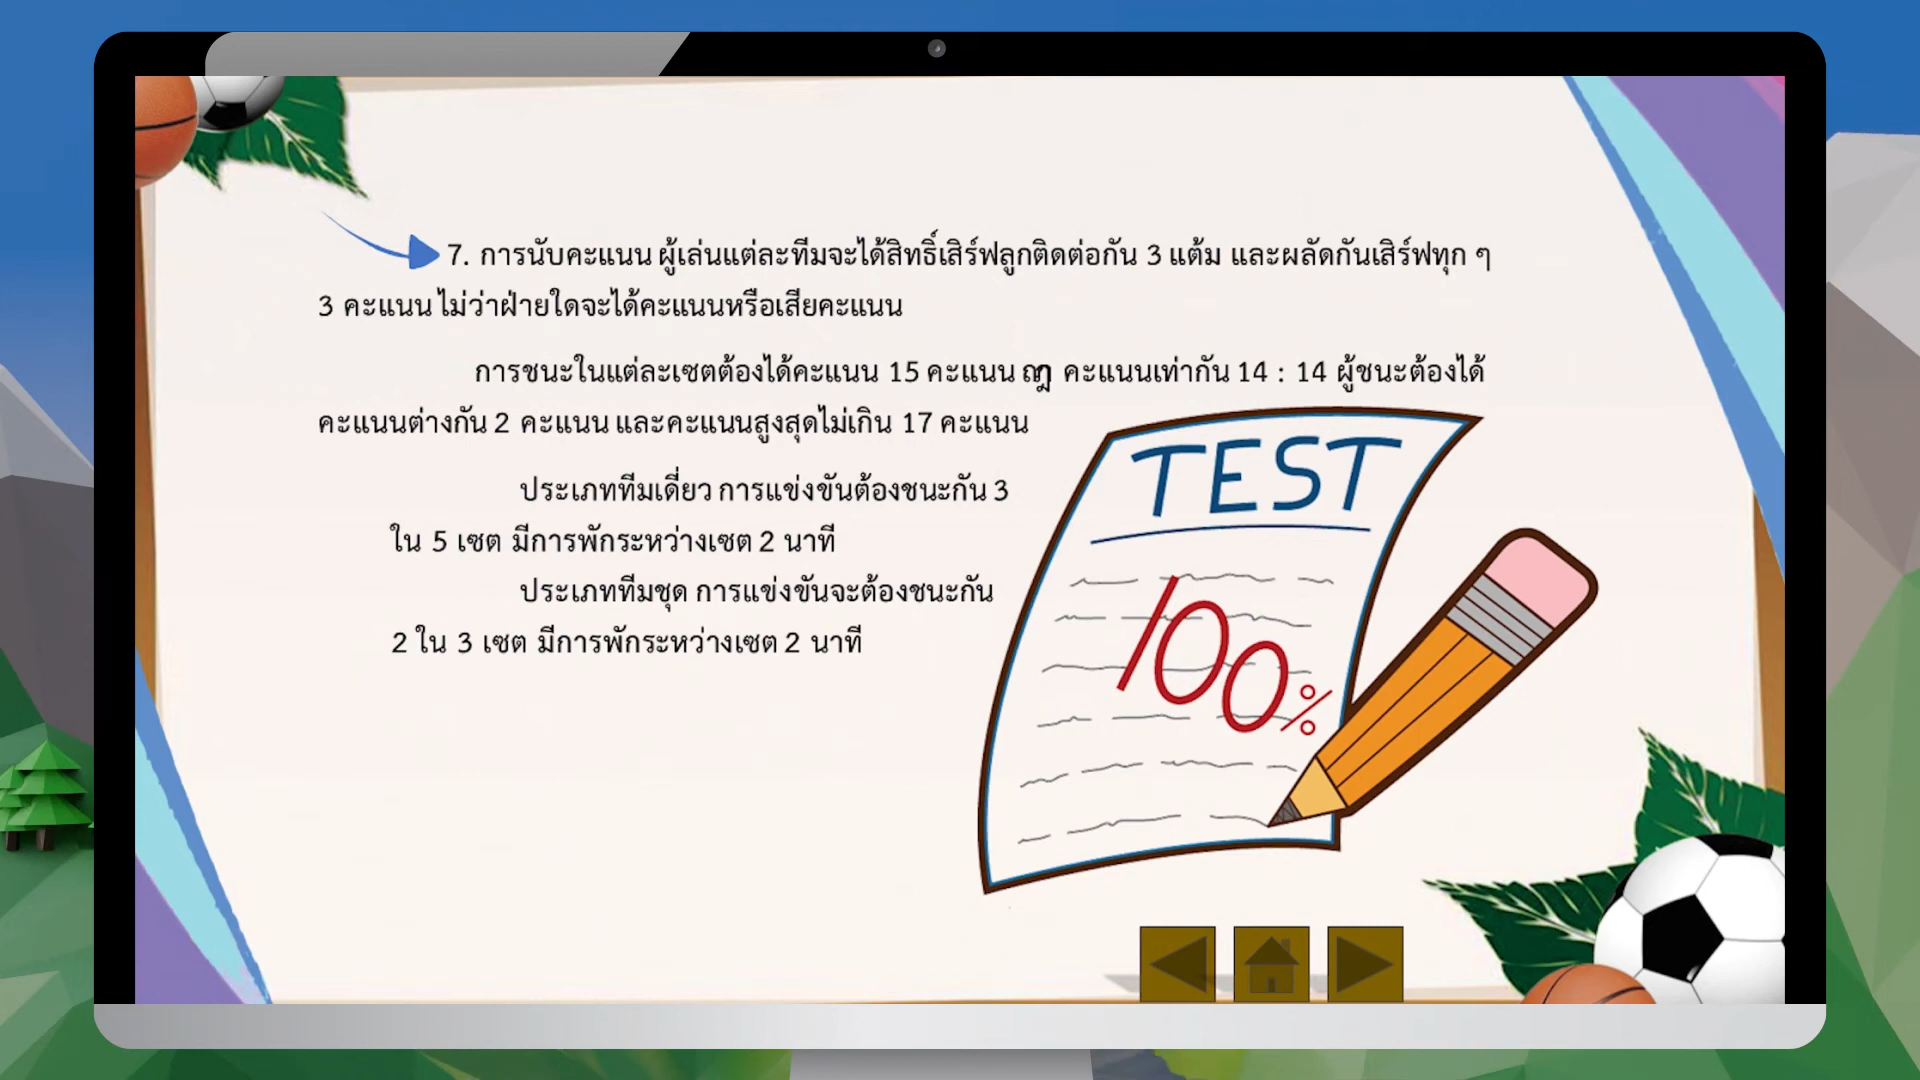 7. การนับคะแนน ผู้เล่นแต่ละทีมจะได้สิทธิ์เสิร์ฟลูกติดต่อกัน 3 แต้ม และผลัดกันเสิร์ฟทุก ๆ
3 คะแนน ไม่ว่าฝ่ายใดจะได้คะแนนหรือเสียคะแนน
การชนะในแต่ละเซตต้องได้คะแนน 15 คะแนน คะแนนเท่ากัน 14 : 14 ผู้ชนะต้องได้
คะแนนต่างกัน 2 คะแนน และคะแนนสูงสุดไม่เกิน 17 คะแนน
ประเภททีมเดี่ยว การแข่งขันต้องชนะกัน 3
ใน 5 เซต มีการพักระหว่างเซต 2 นาที
ประเภททีมชุด การแข่งขันจะต้องชนะกัน
2 ใน 3 เซต มีการพักระหว่างเซต 2 นาที
TEST
100%